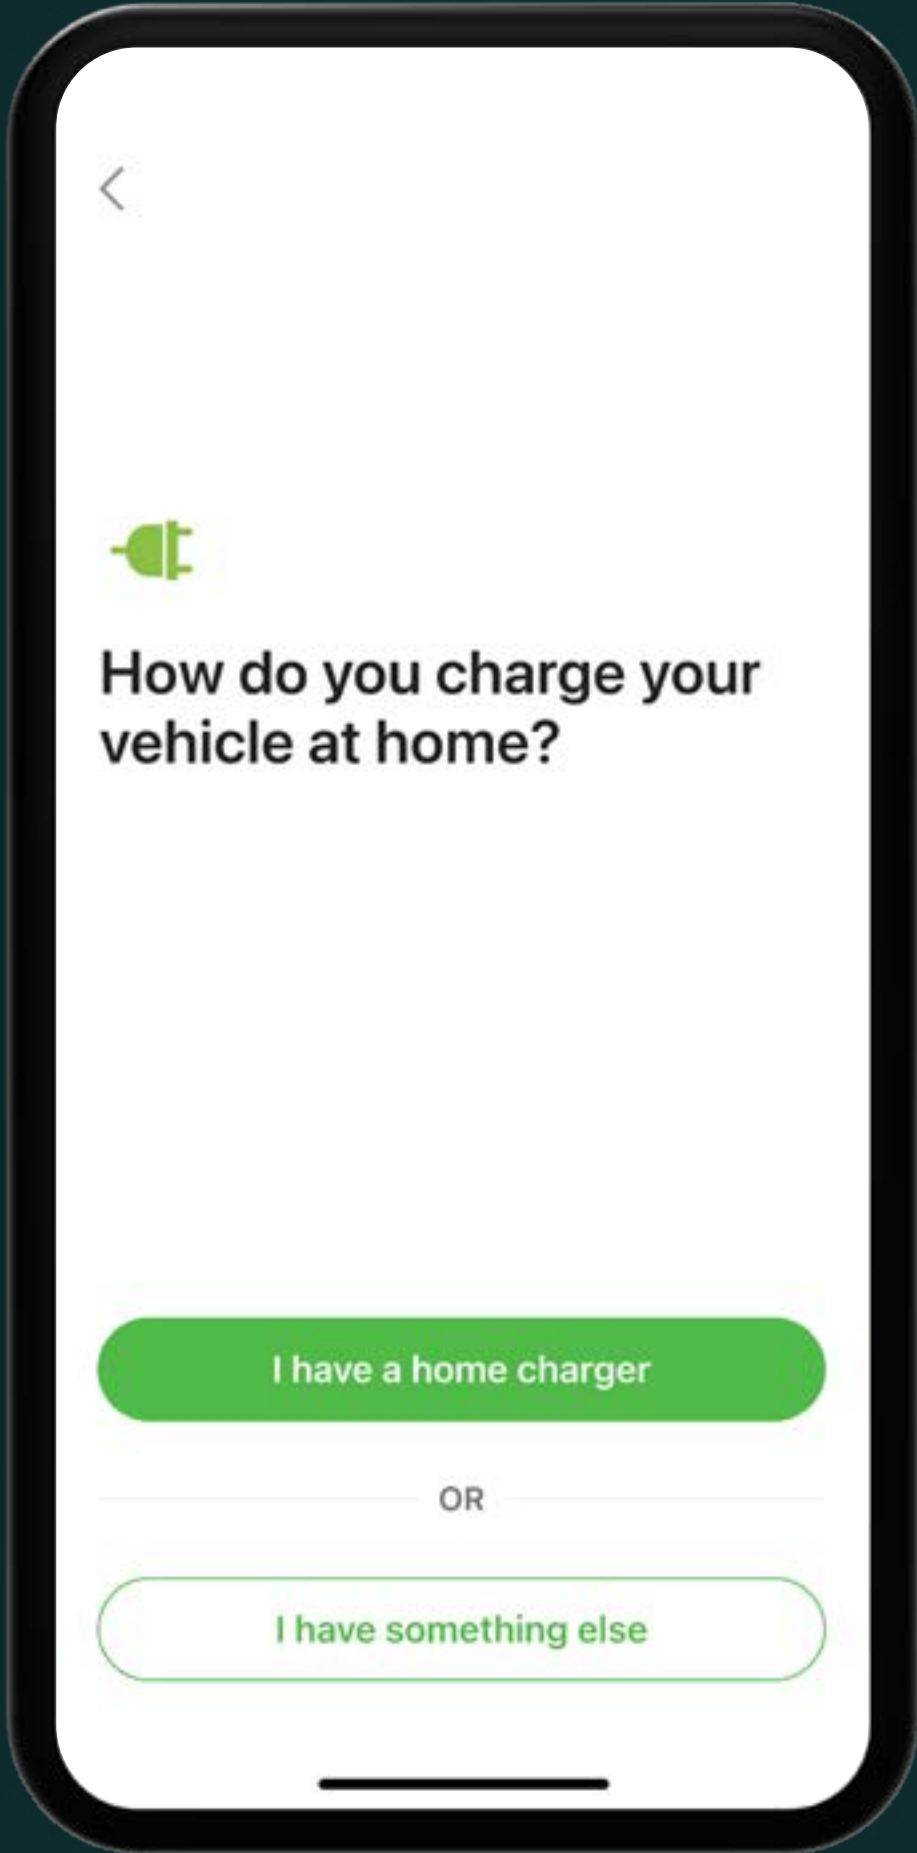 How do you charge your
vehicle at home?
I have a home charger
OR
I have something else